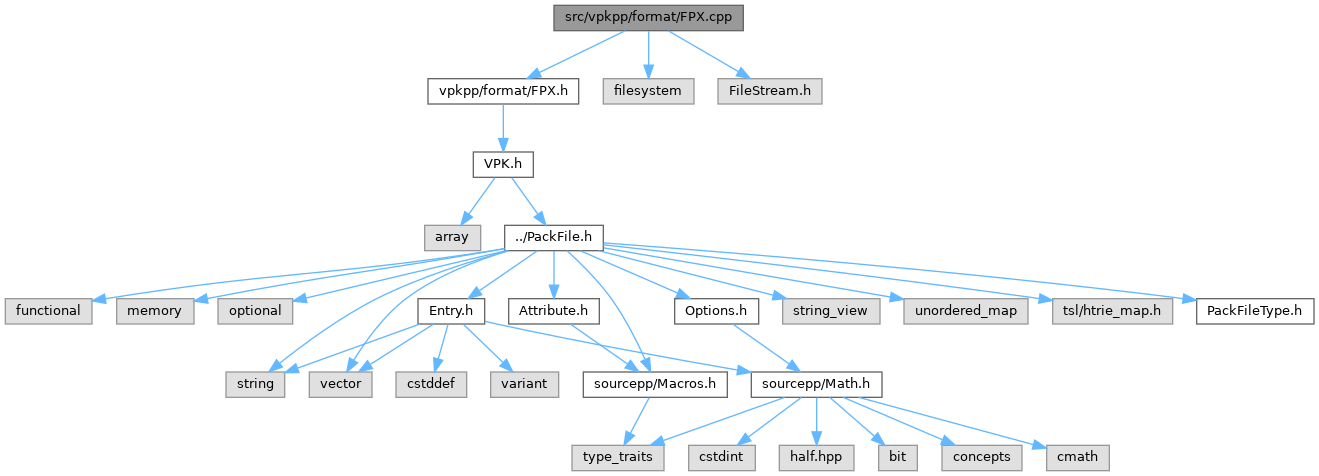 src/vpkpp/format/FPX.cpp
vpkpp/format/FPX.h
filesystem
FileStream.h
VPK.h
array
../PackFile.h
functional
memory
optional
Entry.h
Attribute.h
Options.h
string_view
unordered_map
tsl/htrie_map.h
PackFileType.h
string
vector
cstddef
variant
sourcepp/Macros.h
sourcepp/Math.h
type_traits
cstdint
half.hpp
bit
concepts
cmath